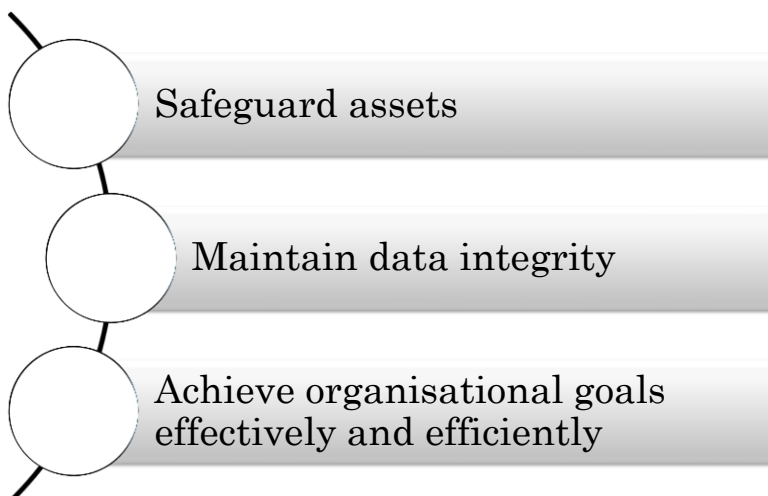 Safeguard assets
Maintain data integrity
Achieve organisational goals
effectively and efficiently